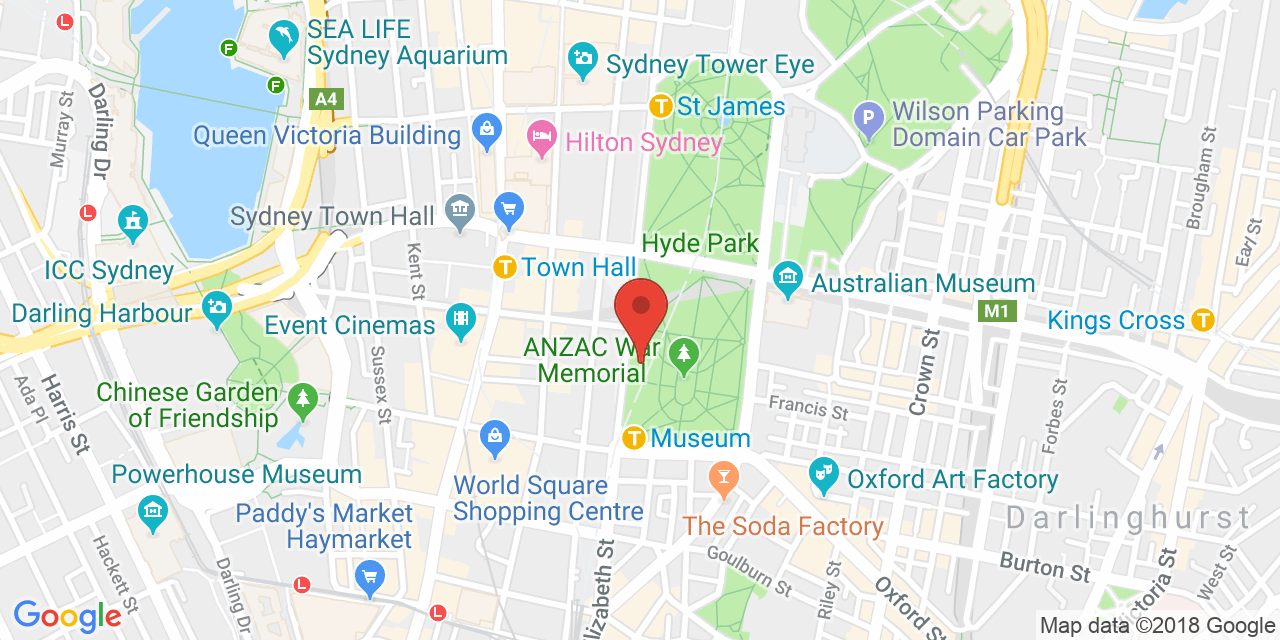 SEA LIFE
Sydney Aquarium
F
F
L
Murray St
Darling Dr
A4
Sydney Tower Eye
T St James
P
Wilson Parking
Domain Car Park
Queen Victoria Building
Hilton Sydney
Brougham St
Earl St
L
Sydney Town Hall
Hyde Park
ICC Sydney
Kent St
T Town Hall
Australian Museum
M1
Darling Harbour
Event Cinemas
Kings Cross T
ANZAC War
Memorial
Sussex St
Crown St
Harris St
Ada Pl
Chinese Garden
of Friendship
Francis St
Forbes St
T Museum
Powerhouse Museum
World Square
Shopping Centre
Oxford Art Factory
Paddy's Market
Haymarket
The Soda Factory
Darlinghurst
Hackett St
Darling Dr
L
L
Elizabeth St
Goulburn St
Riley St
Oxford St
Burton St
Victoria St
West St
Google
Map data ©2018 Google